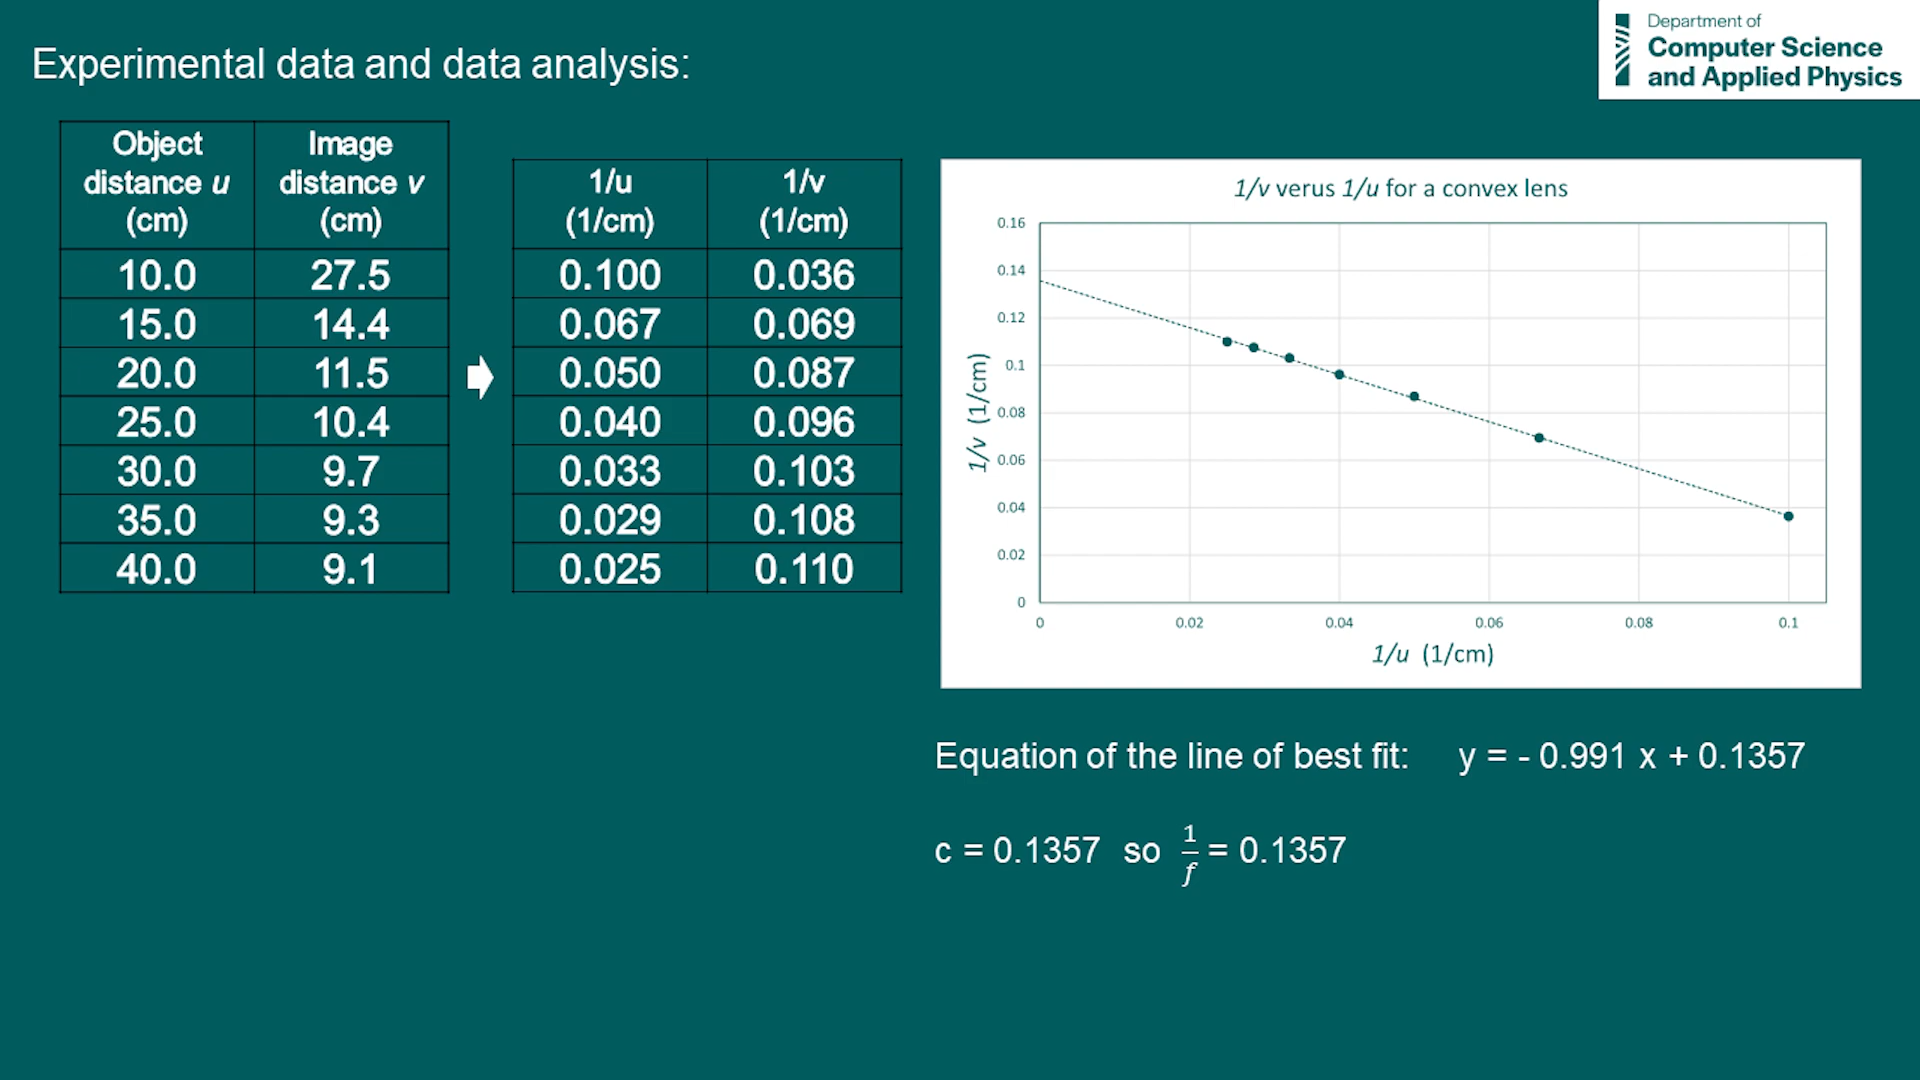 Department of
Computer Science
and Applied Physics
Experimental data and data analysis:
Object distance u (cm) Image distance v (cm)
10.0 27.5
15.0 14.4
20.0 11.5
25.0 10.4
30.0 9.7
35.0 9.3
40.0 9.1
1/u (1/cm) 1/v (1/cm)
0.100 0.036
0.067 0.069
0.050 0.087
0.040 0.096
0.033 0.103
0.029 0.108
0.025 0.110
1/v verus 1/u for a convex lens
0.16
0.14
0.12
0.1
0.08
0.06
0.04
0.02
0
1/v (1/cm)
0 0.02 0.04 0.06 0.08 0.1
1/u (1/cm)
Equation of the line of best fit: y = - 0.991 x + 0.1357
c = 0.1357 so 1/f = 0.1357